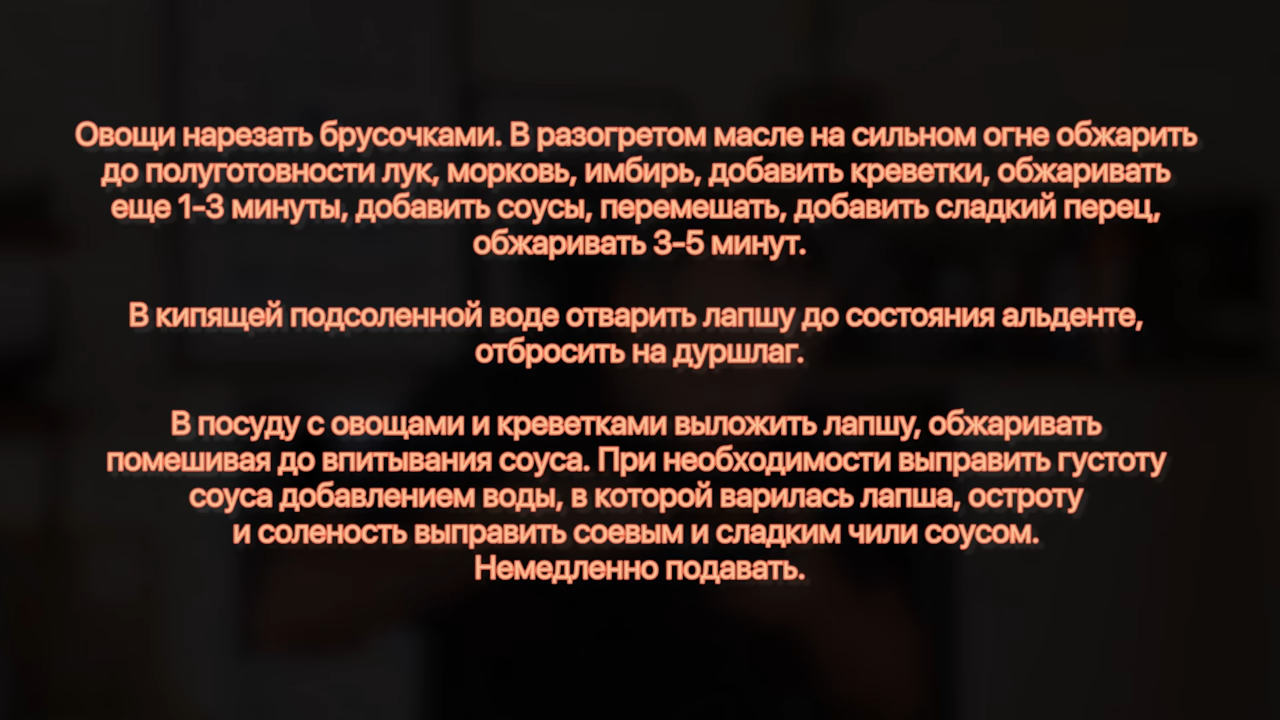 Овощи нарезать брусочками. В разогретом масле на сильном огне обжарить
до полуготовности лук, морковь, имбирь, добавить креветки, обжаривать
еще 1-3 минуты, добавить соусы, перемешать, добавить сладкий перец,
обжаривать 3-5 минут.
В кипящей подсоленной воде отварить лапшу до состояния альденте,
отбросить на дуршлаг.
В посуду с овощами и креветками выложить лапшу, обжаривать
помешивая до впитывания соуса. При необходимости выправить густоту
соуса добавлением воды, в которой варилась лапша, остроту
и соленость выправить соевым и сладким чили соусом.
Немедленно подавать.